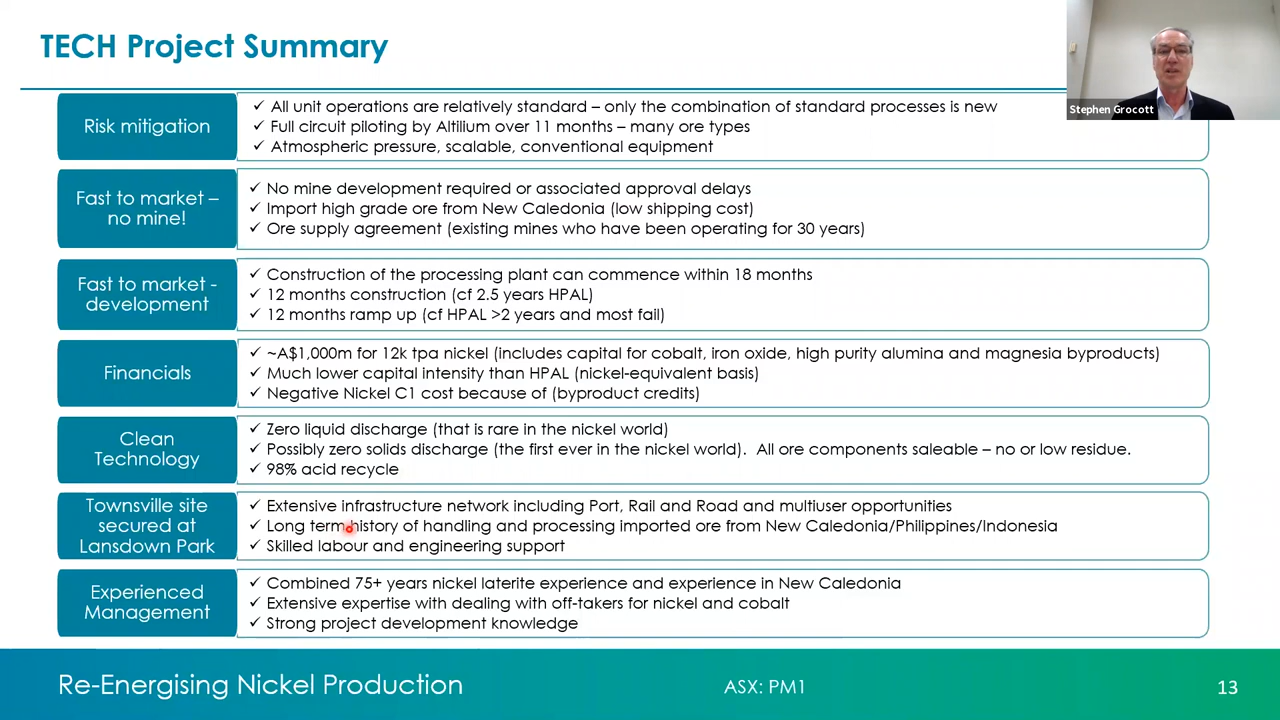 TECH Project Summary
Stephen Grocott
Risk mitigation
✓ All unit operations are relatively standard – only the combination of standard processes is new
✓ Full circuit piloting by Altilium over 11 months – many ore types
✓ Atmospheric pressure, scalable, conventional equipment
Fast to market –
no mine!
✓ No mine development required or associated approval delays
✓ Import high grade ore from New Caledonia (low shipping cost)
✓ Ore supply agreement (existing mines who have been operating for 30 years)
Fast to market -
development
✓ Construction of the processing plant can commence within 18 months
✓ 12 months construction (cf 2.5 years HPAL)
✓ 12 months ramp up (cf HPAL >2 years and most fail)
Financials
✓ ~A$1,000m for 12k tpa nickel (includes capital for cobalt, iron oxide, high purity alumina and magnesia byproducts)
✓ Much lower capital intensity than HPAL (nickel-equivalent basis)
✓ Negative Nickel C1 cost because of (byproduct credits)
Clean
Technology
✓ Zero liquid discharge (that is rare in the nickel world)
✓ Possibly zero solids discharge (the first ever in the nickel world). All ore components saleable – no or low residue.
✓ 98% acid recycle
Townsville site
secured at
Lansdown Park
✓ Extensive infrastructure network including Port, Rail and Road and multiuser opportunities
✓ Long term history of handling and processing imported ore from New Caledonia/Philippines/Indonesia
✓ Skilled labour and engineering support
Experienced
Management
✓ Combined 75+ years nickel laterite experience and experience in New Caledonia
✓ Extensive expertise with dealing with off-takers for nickel and cobalt
✓ Strong project development knowledge
Re-Energising Nickel Production
ASX: PM1
13